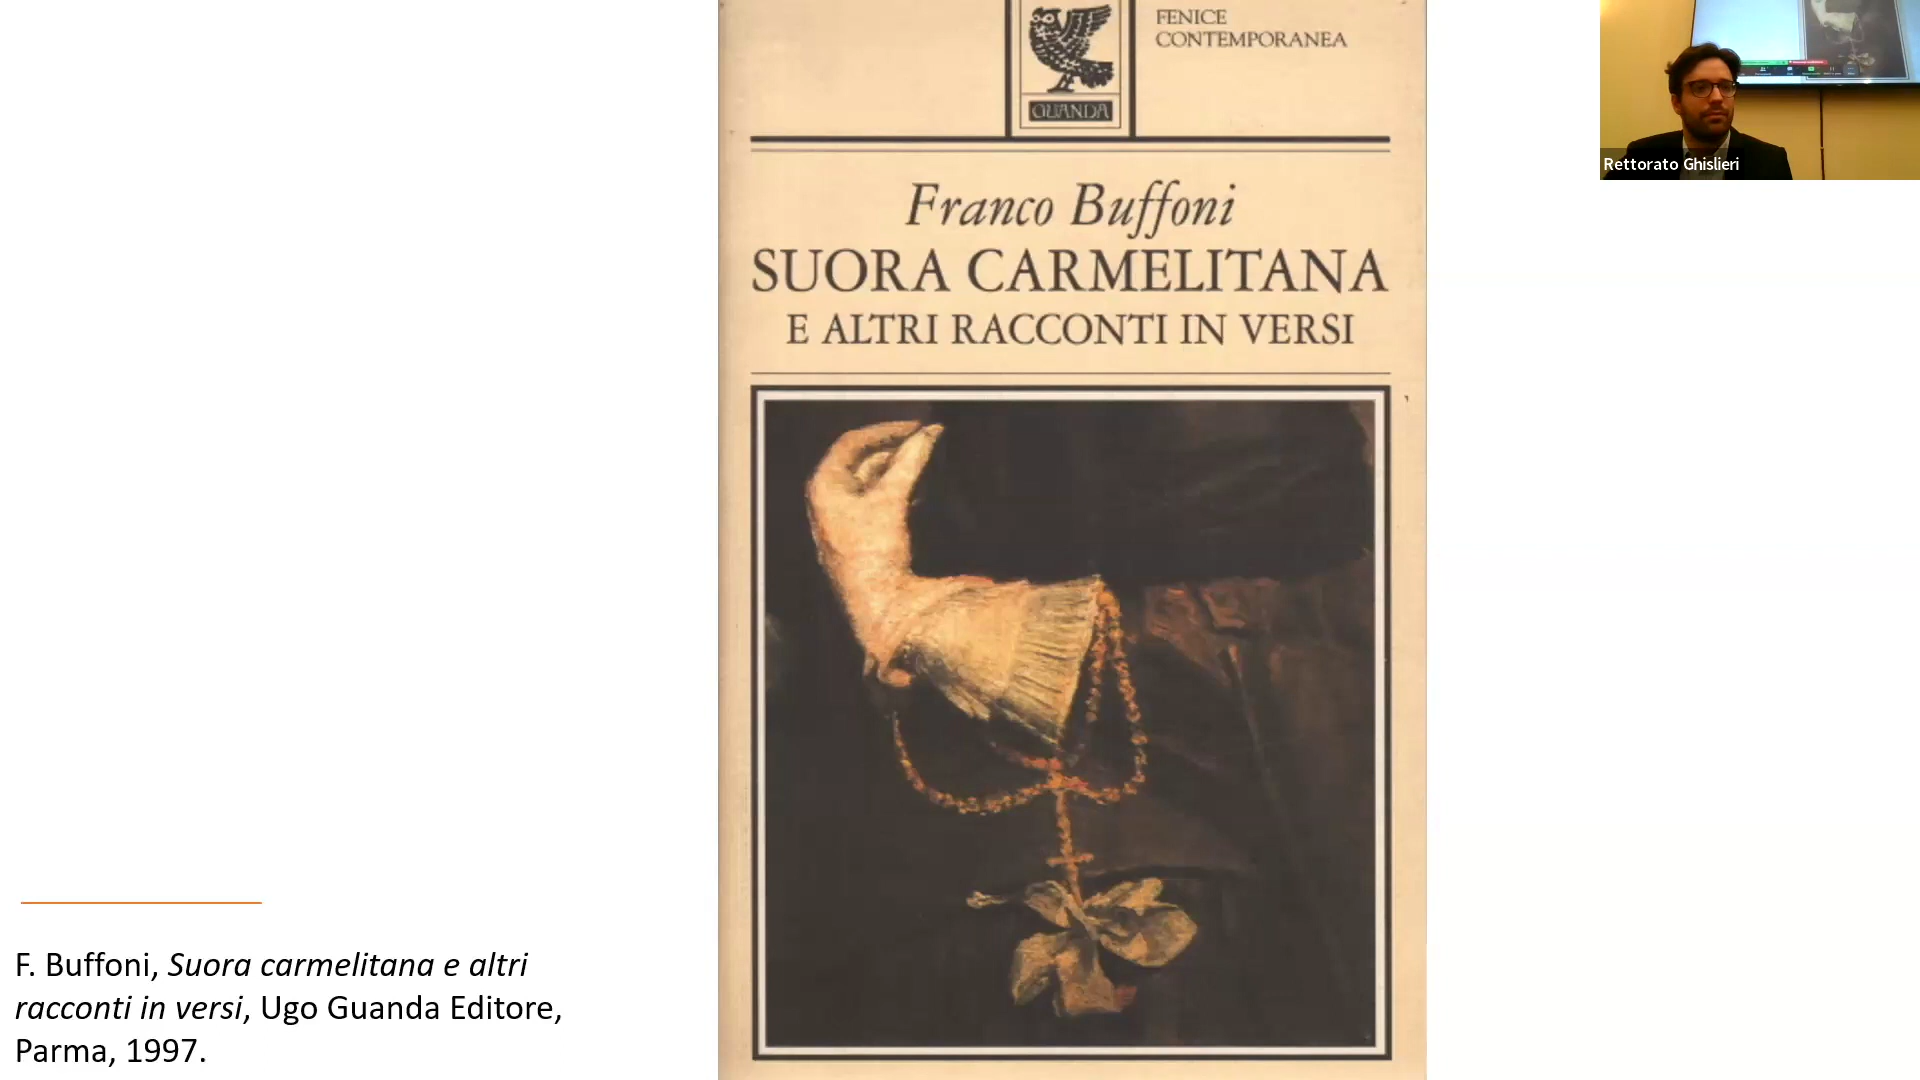 FENICE
CONTEMPORANEA
GUANDA
Franco Buffoni
SUORA CARMELITANA
E ALTRI RACCONTI IN VERSI
Rettorato Ghislieri
F. Buffoni, Suora carmelitana e altri
racconti in versi, Ugo Guanda Editore,
Parma, 1997.